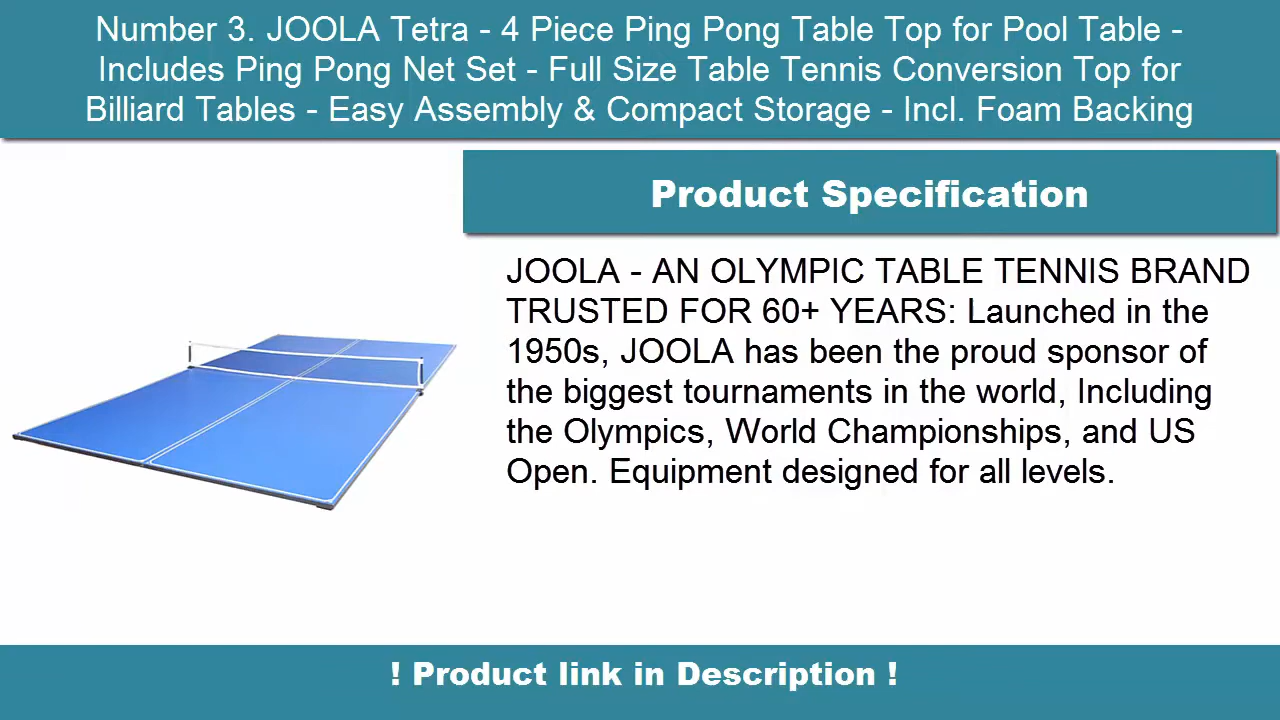 Number 3. JOOLA Tetra - 4 Piece Ping Pong Table Top for Pool Table -
Includes Ping Pong Net Set - Full Size Table Tennis Conversion Top for
Billiard Tables - Easy Assembly & Compact Storage - Incl. Foam Backing
Product Specification
JOOLA - AN OLYMPIC TABLE TENNIS BRAND
TRUSTED FOR 60+ YEARS: Launched in the
1950s, JOOLA has been the proud sponsor of
the biggest tournaments in the world, Including
the Olympics, World Championships, and US
Open. Equipment designed for all levels.
! Product link in Description !